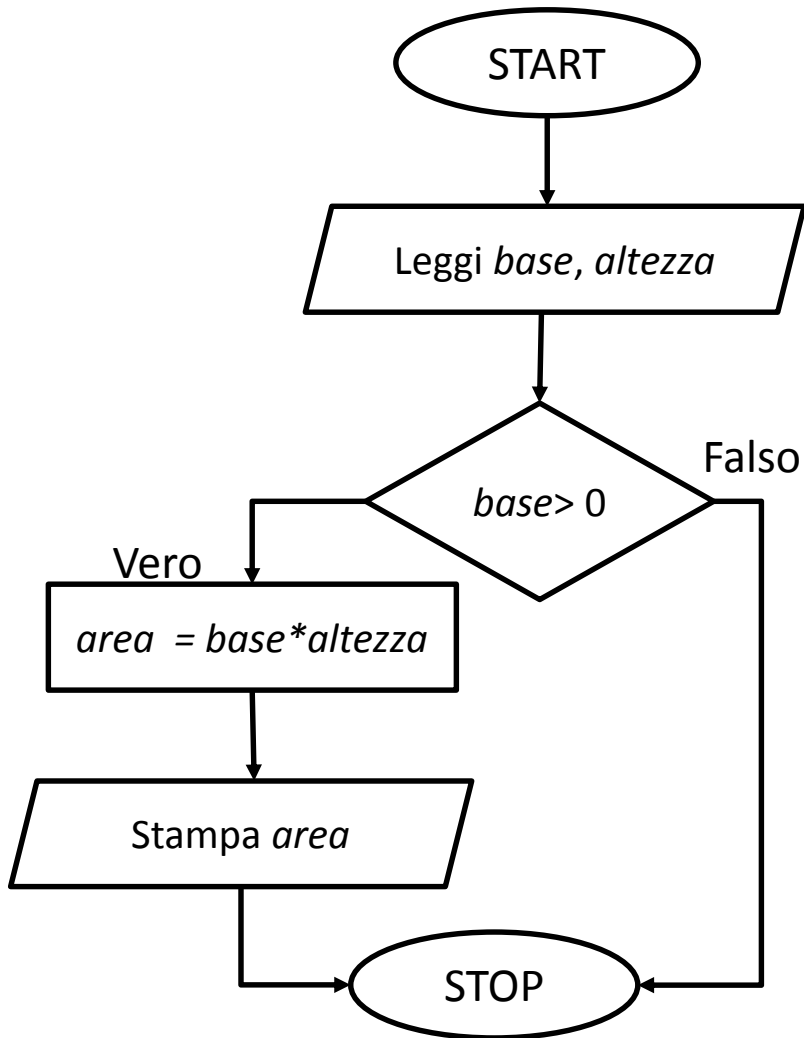 START
Leggi base, altezza
Falso
base> 0
Vero
area = base*altezza
Stampa area
STOP